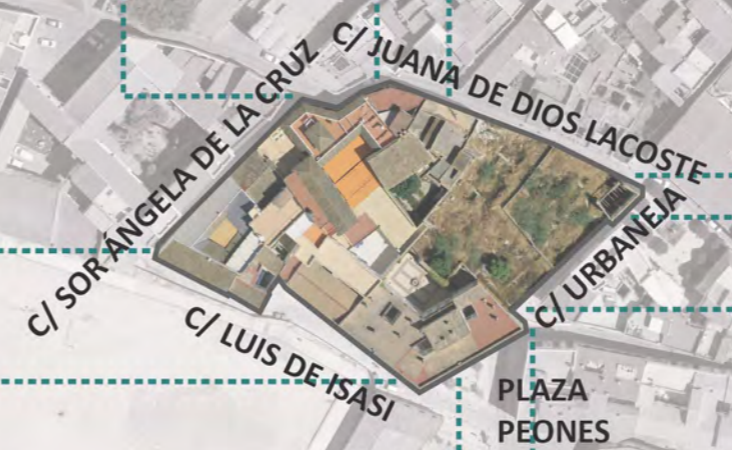 C/ JUANA DE DIOS LACOSTE
C/ SOR ÁNGELA DE LA CRUZ
C/ URBANEJA
C/ LUIS DE ISASI
PLAZA
PEONES